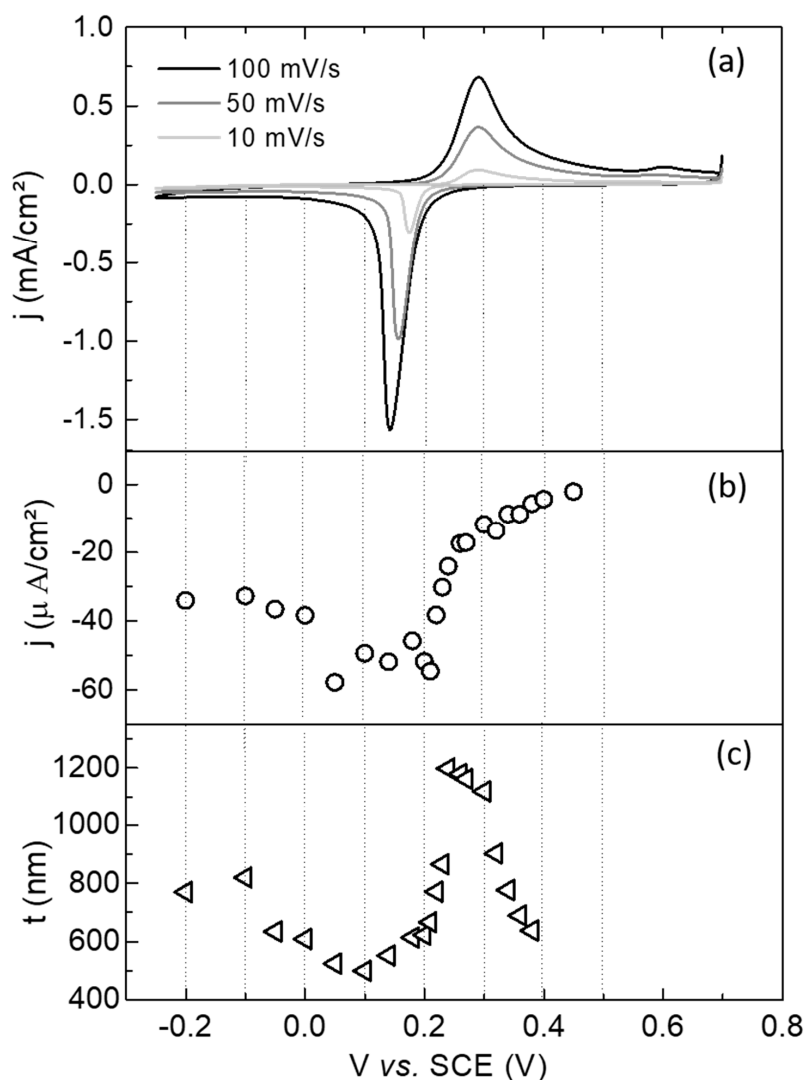 1.0
(a)
100 mV/s
50 mV/s
10 mV/s
0.5
0.0
-0.5
-1.0
-1.5
j (mA/cm²)
(b)
0
-20
-40
-60
j (μ A/cm²)
(c)
1200
1000
800
600
400
t (nm)
-0.2 0.0 0.2 0.4 0.6 0.8
V vs. SCE (V)